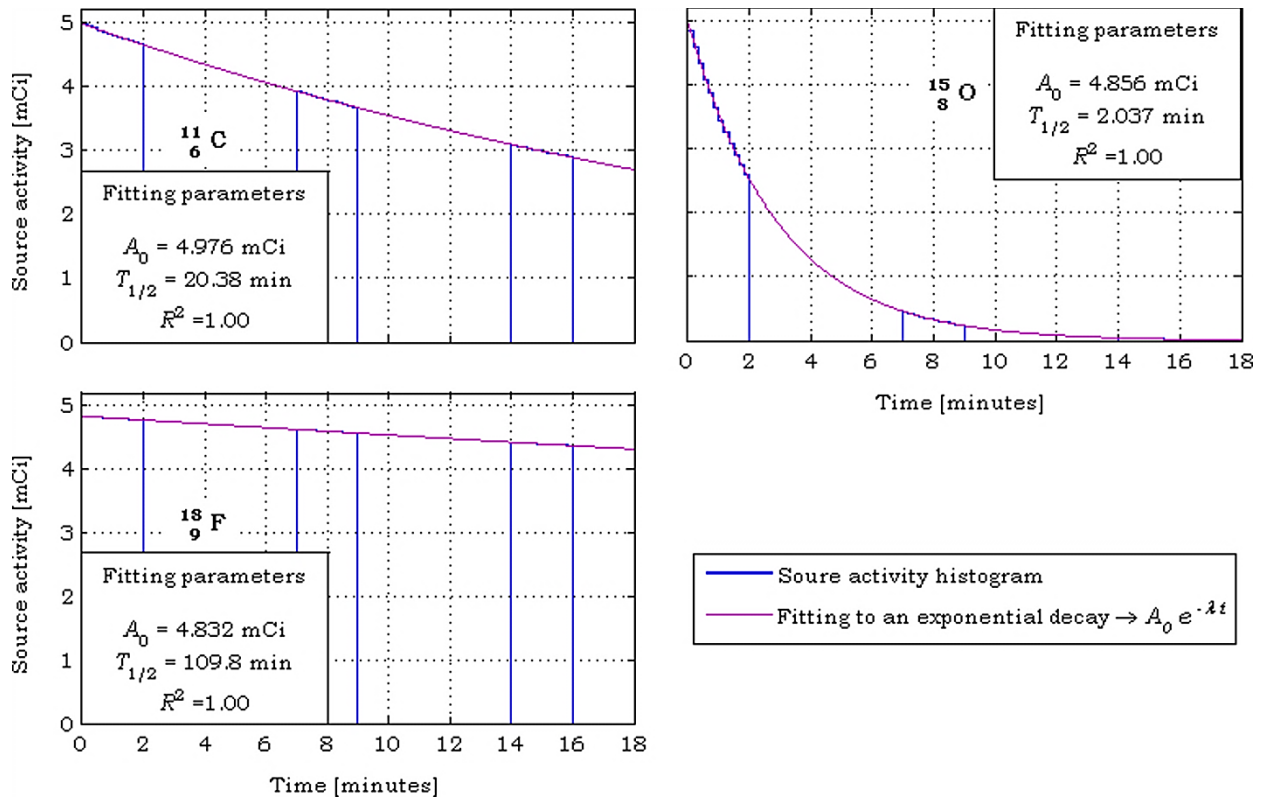 Source activity [mCi]
5
4
3
2
1
0
11
6 C
Fitting parameters
A0 = 4.976 mCi
T1/2 = 20.38 min
R2 =1.00
15
8 O
Fitting parameters
A0 = 4.856 mCi
T1/2 = 2.037 min
R2 =1.00
0 2 4 6 8 10 12 14 16 18
Time [minutes]
Source activity [mCi]
5
4
3
2
1
0
18
9 F
Fitting parameters
A0 = 4.832 mCi
T1/2 = 109.8 min
R2 =1.00
0 2 4 6 8 10 12 14 16 18
Time [minutes]
Soure activity histogram
Fitting to an exponential decay → A0 e-λt